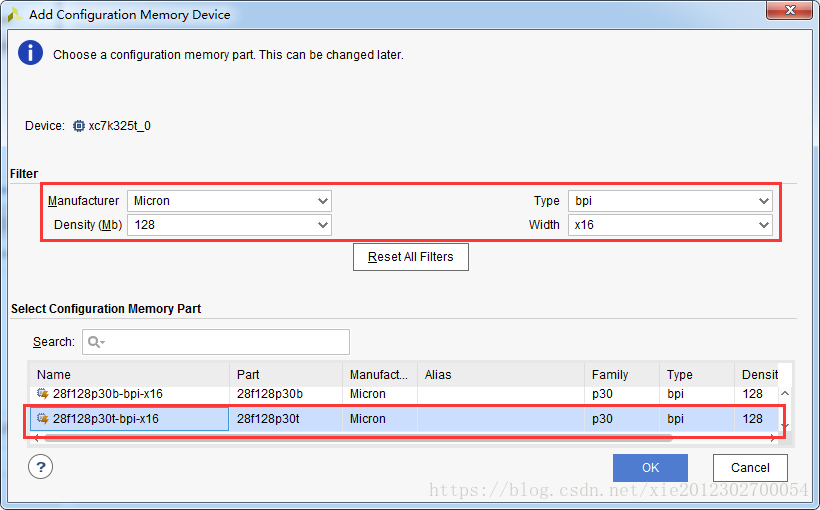 Add Configuration Memory Device
Choose a configuration memory part. This can be changed later.
Device: xc7k325t_0
Filter
Manufacturer Micron Type bpi
Density (Mb) 128 Width x16
Reset All Filters
Select Configuration Memory Part
Search:
Name Part Manufact... Alias Family Type Densit
28f128p30b-bpi-x16 28f128p30b Micron p30 bpi 128
28f128p30t-bpi-x16 28f128p30t Micron p30 bpi 128
? OK Cancel
https://blog.csdn.net/xie2012302700054